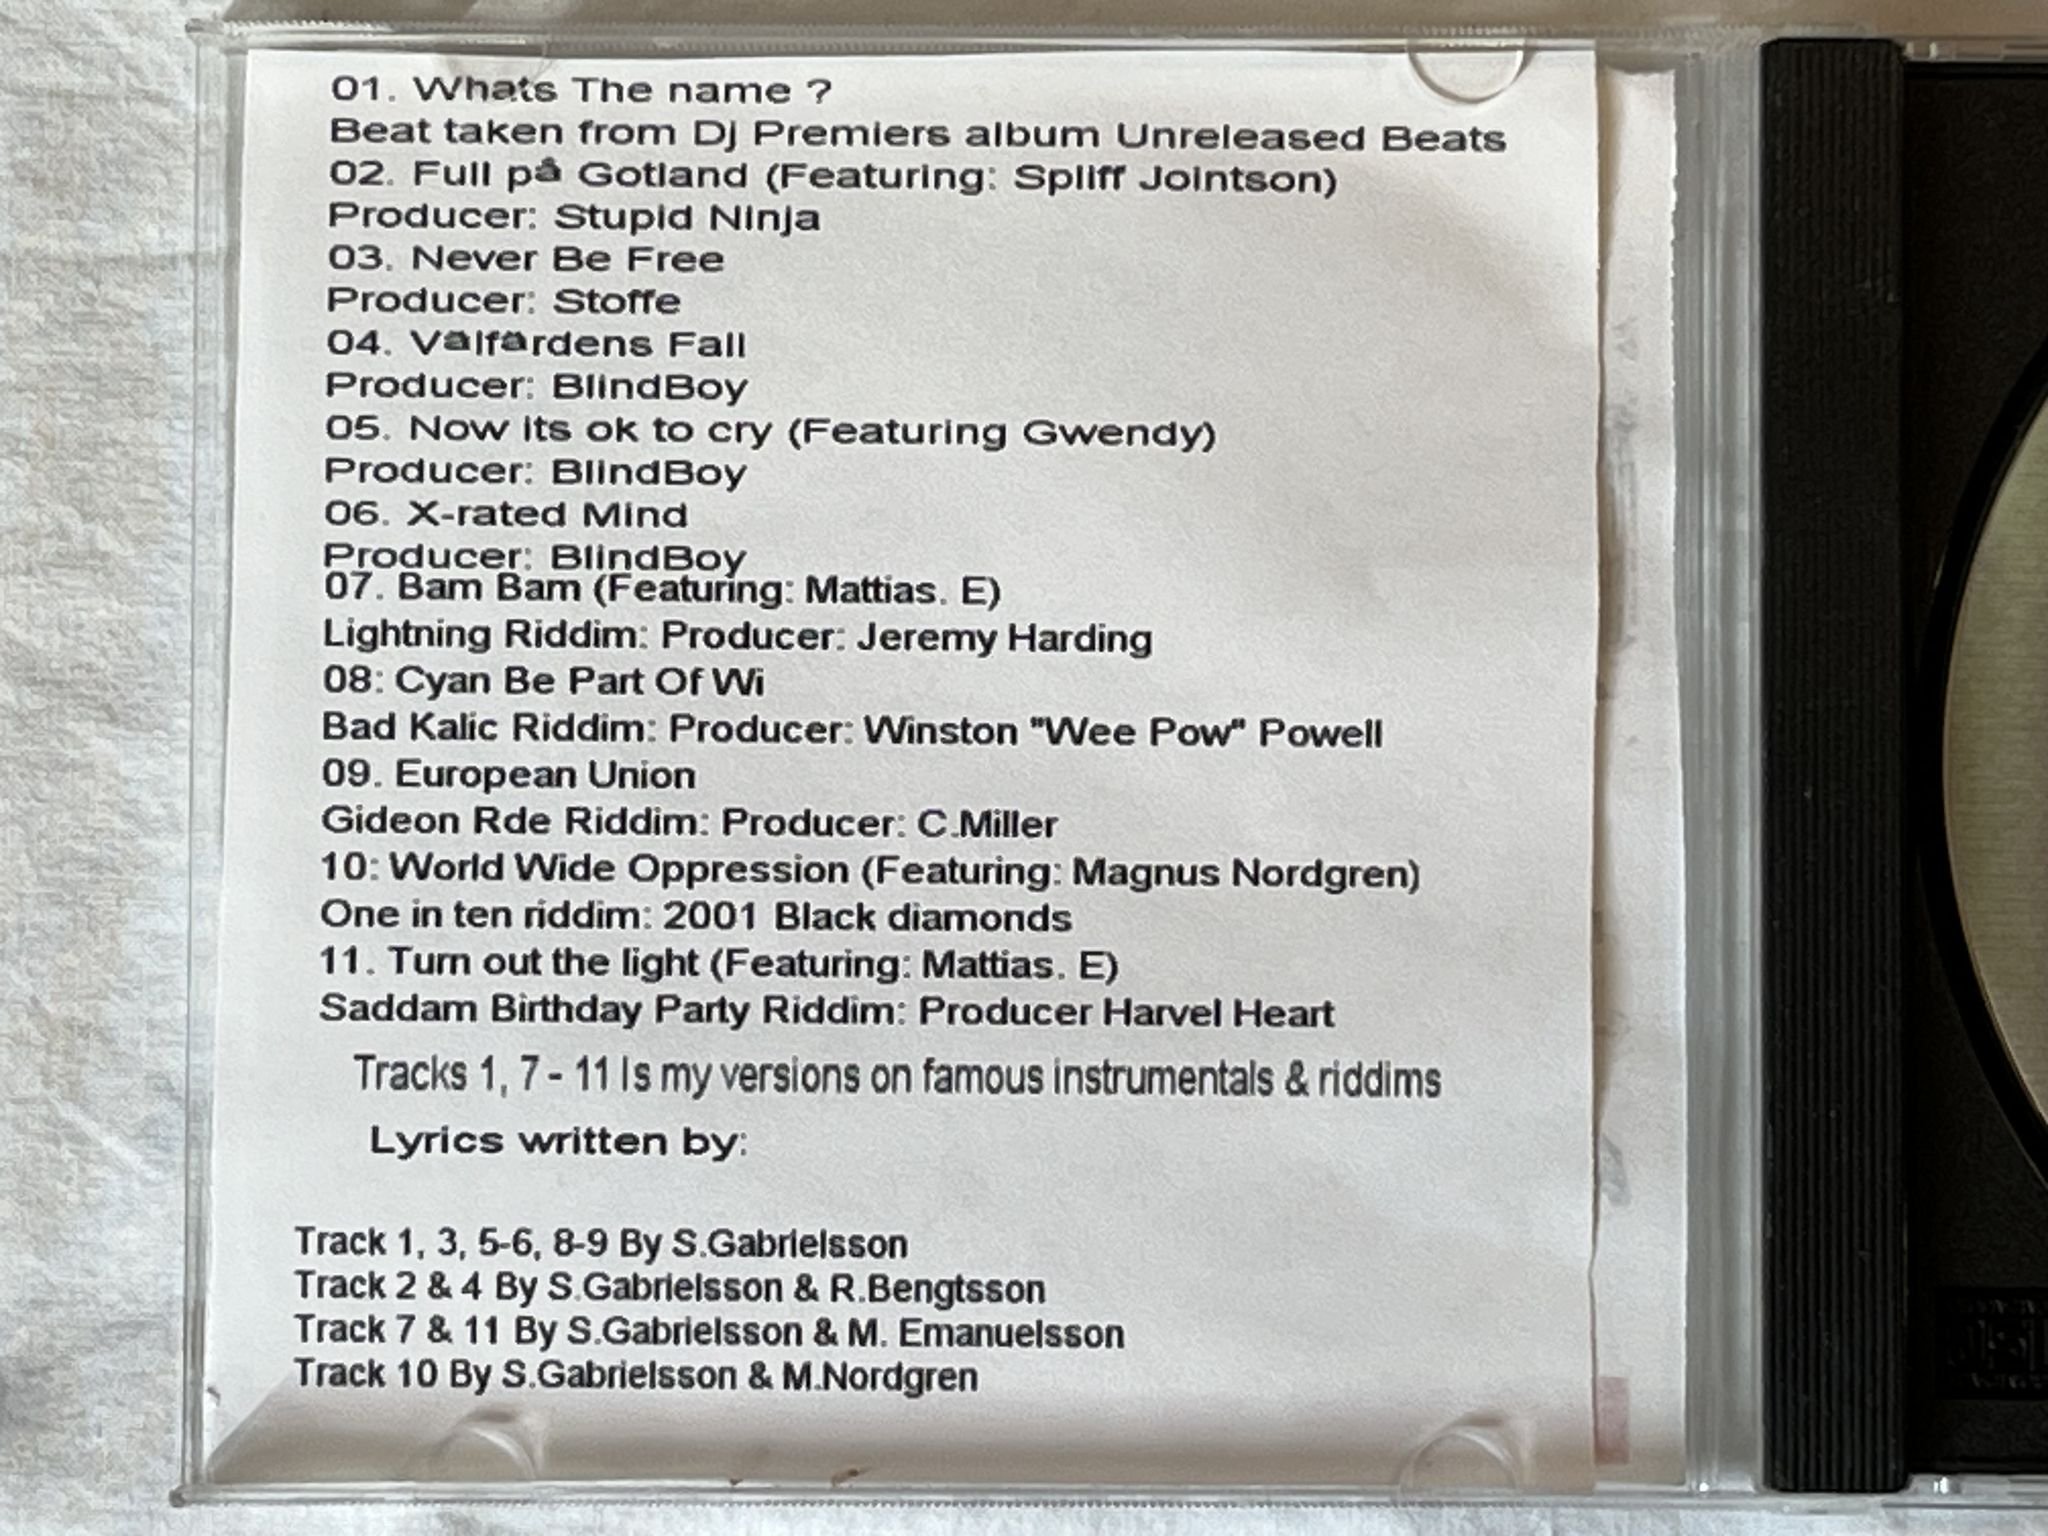 01. Whats The name ?
Beat taken from Dj Premiers album Unreleased Beats
02. Full på Gotland (Featuring: Spliff Jointson)
Producer: Stupid Ninja
03. Never Be Free
Producer: Stoffe
04. Välfärdens Fall
Producer: BlindBoy
05. Now its ok to cry (Featuring Gwendy)
Producer: BlindBoy
06. X-rated Mind
Producer: BlindBoy
07. Bam Bam (Featuring: Mattias. E)
Lightning Riddim: Producer: Jeremy Harding
08: Cyan Be Part Of Wi
Bad Kalic Riddim: Producer: Winston "Wee Pow" Powell
09. European Union
Gideon Rde Riddim: Producer: C.Miller
10: World Wide Oppression (Featuring: Magnus Nordgren)
One in ten riddim: 2001 Black diamonds
11. Turn out the light (Featuring: Mattias. E)
Saddam Birthday Party Riddim: Producer Harvel Heart
Tracks 1, 7 - 11 Is my versions on famous instrumentals & riddims
Lyrics written by:
Track 1, 3, 5-6, 8-9 By S.Gabrielsson
Track 2 & 4 By S.Gabrielsson & R.Bengtsson
Track 7 & 11 By S.Gabrielsson & M. Emanuelsson
Track 10 By S.Gabrielsson & M.Nordgren